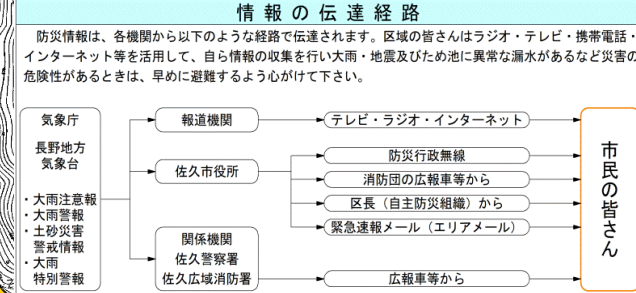 情報の伝達経路
防災情報は、各機関から以下のような経路で伝達されます。区域の皆さんはラジオ・テレビ・携帯電話・
インターネット等を活用して、自ら情報の収集を行い大雨・地震及びため池に異常な漏水があるなど災害の
危険性があるときは、早めに避難するよう心がけて下さい。
気象庁
長野地方
気象台
・大雨注意報
・大雨警報
・土砂災害
警戒情報
・大雨
特別警報
報道機関
佐久市役所
関係機関
佐久警察署
佐久広域消防署
テレビ・ラジオ・インターネット
防災行政無線
消防団の広報車等から
区長（自主防災組織）から
緊急速報メール（エリアメール）
広報車等から
市民の皆さん